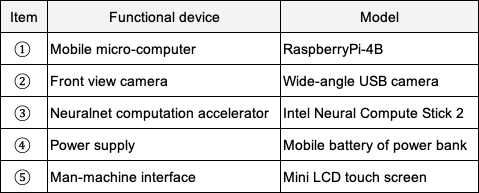 Item Functional device Model
① Mobile micro-computer RaspberryPi-4B
② Front view camera Wide-angle USB camera
③ Neuralnet computation accelerator Intel Neural Compute Stick 2
④ Power supply Mobile battery of power bank
⑤ Man-machine interface Mini LCD touch screen